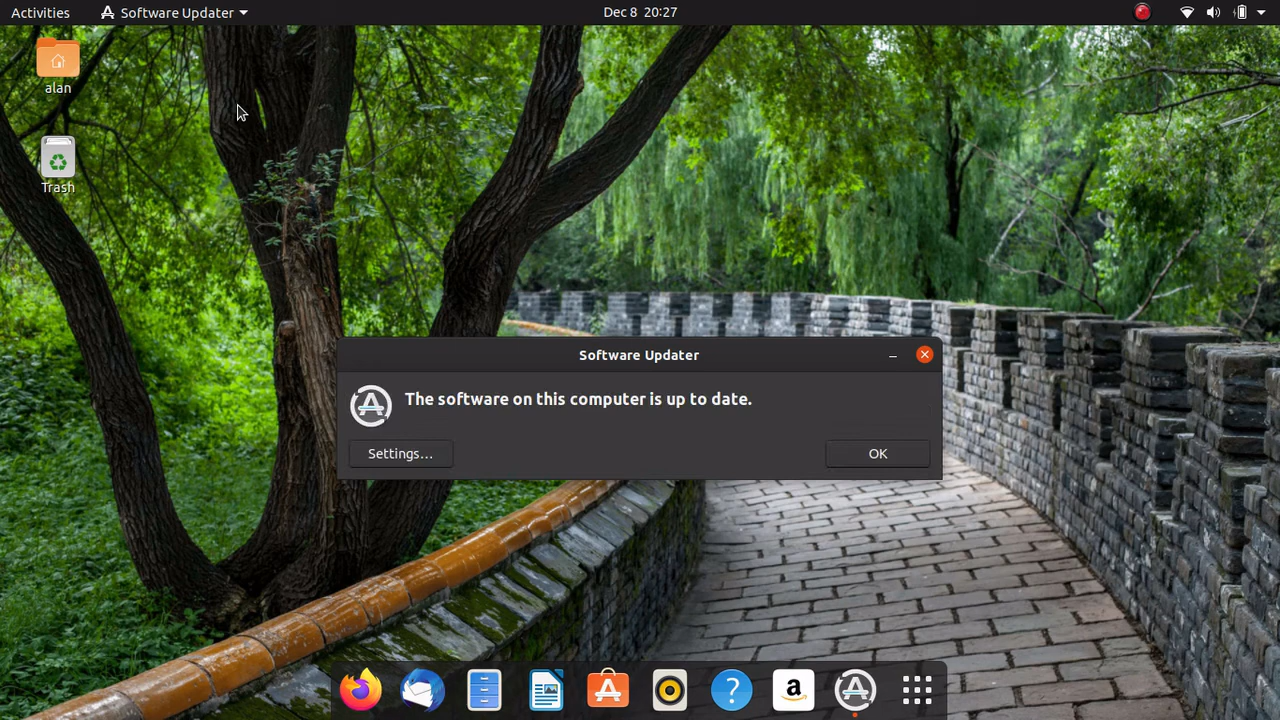 Activities
Software Updater
Dec 8 20:27
alan
Trash
Software Updater
The software on this computer is up to date.
Settings...
OK